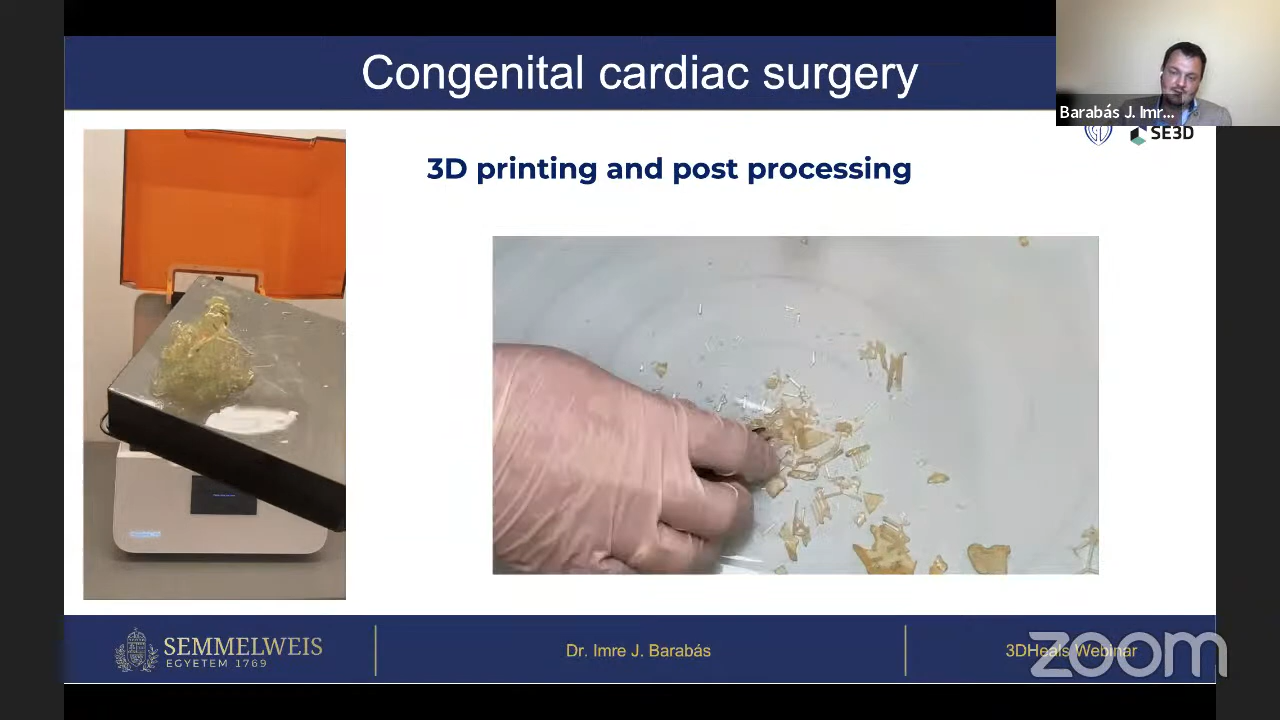 Congenital cardiac surgery
Barabás J. Imr...
SE3D
3D printing and post processing
SEMMELWEIS
EGYETEM 1769
Dr. Imre J. Barabás
3DHeals Webinar
zoom